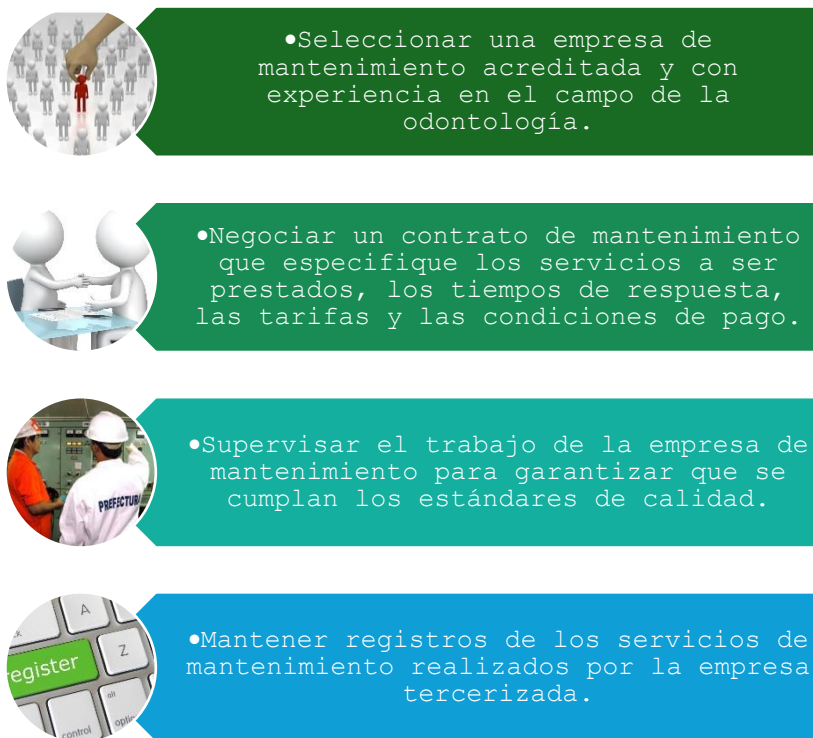 •Seleccionar una empresa de
mantenimiento acreditada y con
experiencia en el campo de la
odontología.
•Negociar un contrato de mantenimiento
que especifique los servicios a ser
prestados, los tiempos de respuesta,
las tarifas y las condiciones de pago.
PREFECTURA
•Supervisar el trabajo de la empresa de
mantenimiento para garantizar que se
cumplan los estándares de calidad.
A
Z
register
alt
control
option
•Mantener registros de los servicios de
mantenimiento realizados por la empresa
tercerizada.